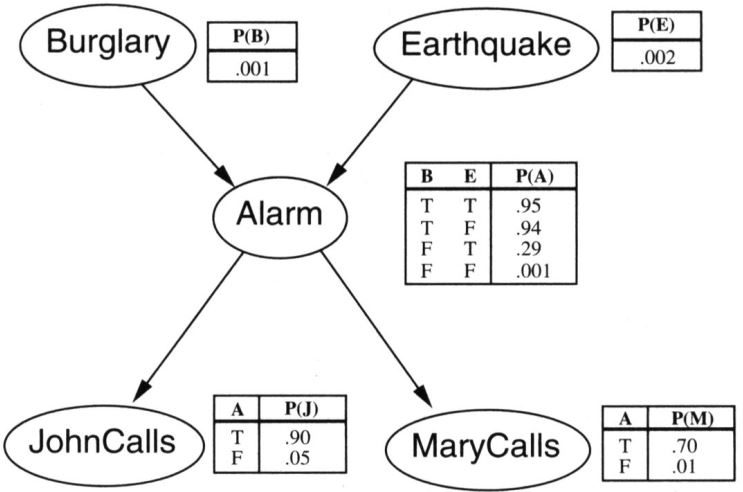 Burglary
P(B)
.001
Earthquake
P(E)
.002
Alarm
B E P(A)
T T .95
T F .94
F T .29
F F .001
JohnCalls
A P(J)
T .90
F .05
MaryCalls
A P(M)
T .70
F .01